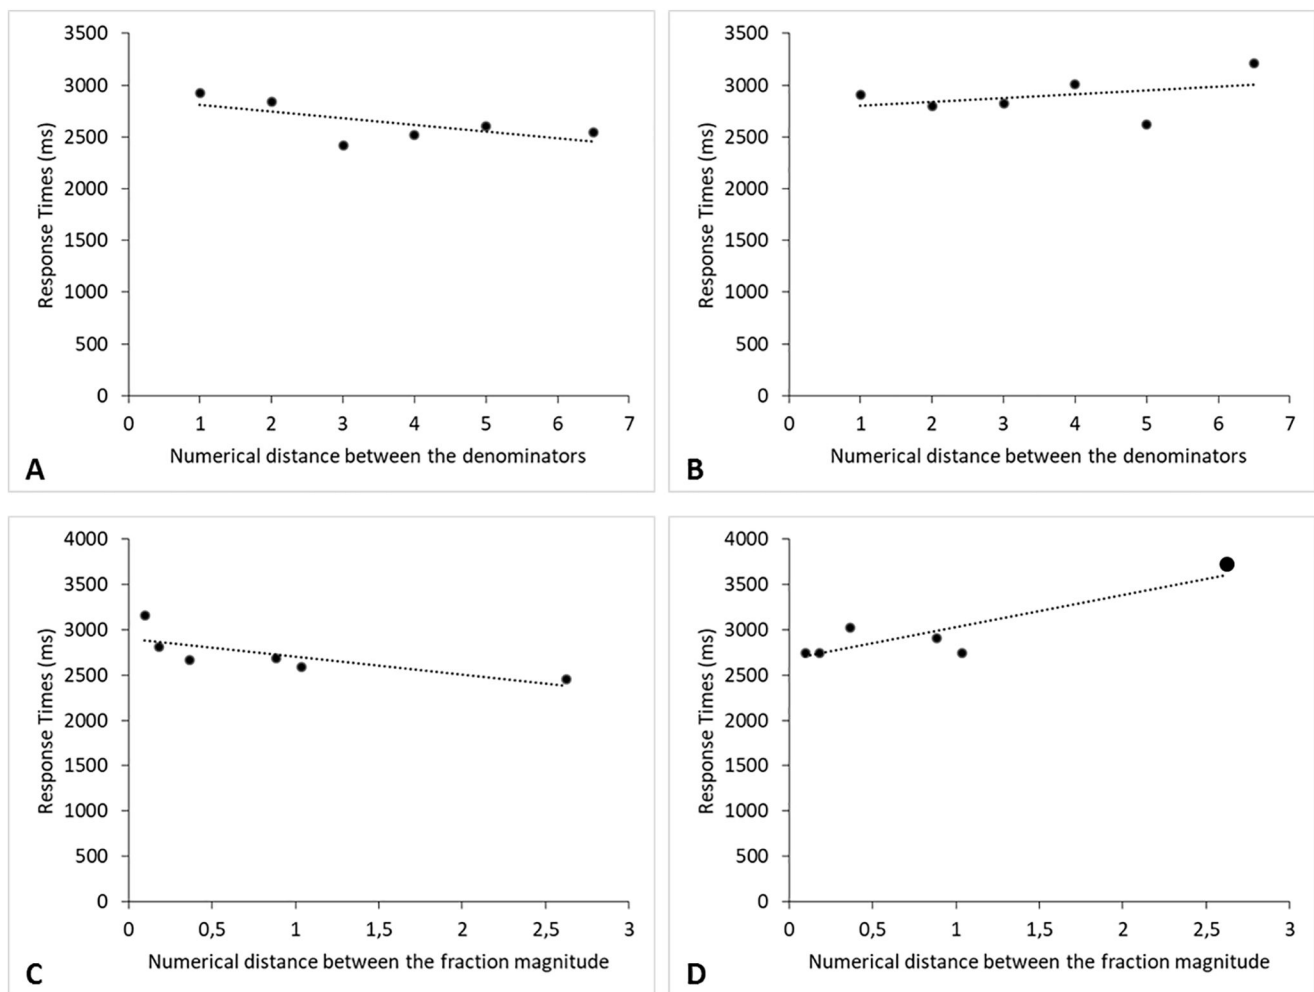 3500
3000
2500
2000
1500
1000
500
0
Response Times (ms)
0 1 2 3 4 5 6 7
Numerical distance between the denominators
A
3500
3000
2500
2000
1500
1000
500
0
Response Times (ms)
0 1 2 3 4 5 6 7
Numerical distance between the denominators
B
4000
3500
3000
2500
2000
1500
1000
500
0
Response Times (ms)
0 0,5 1 1,5 2 2,5 3
Numerical distance between the fraction magnitude
C
4000
3500
3000
2500
2000
1500
1000
500
0
Response Times (ms)
0 0,5 1 1,5 2 2,5 3
Numerical distance between the fraction magnitude
D